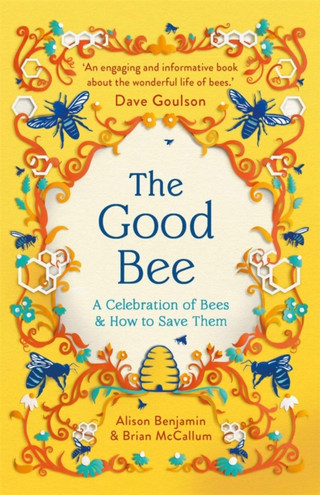 ‘An engaging and informative book
about the wonderful life of bees.’
Dave Goulson
The
Good
Bee
A Celebration of Bees
& How to Save Them
Alison Benjamin
& Brian McCallum